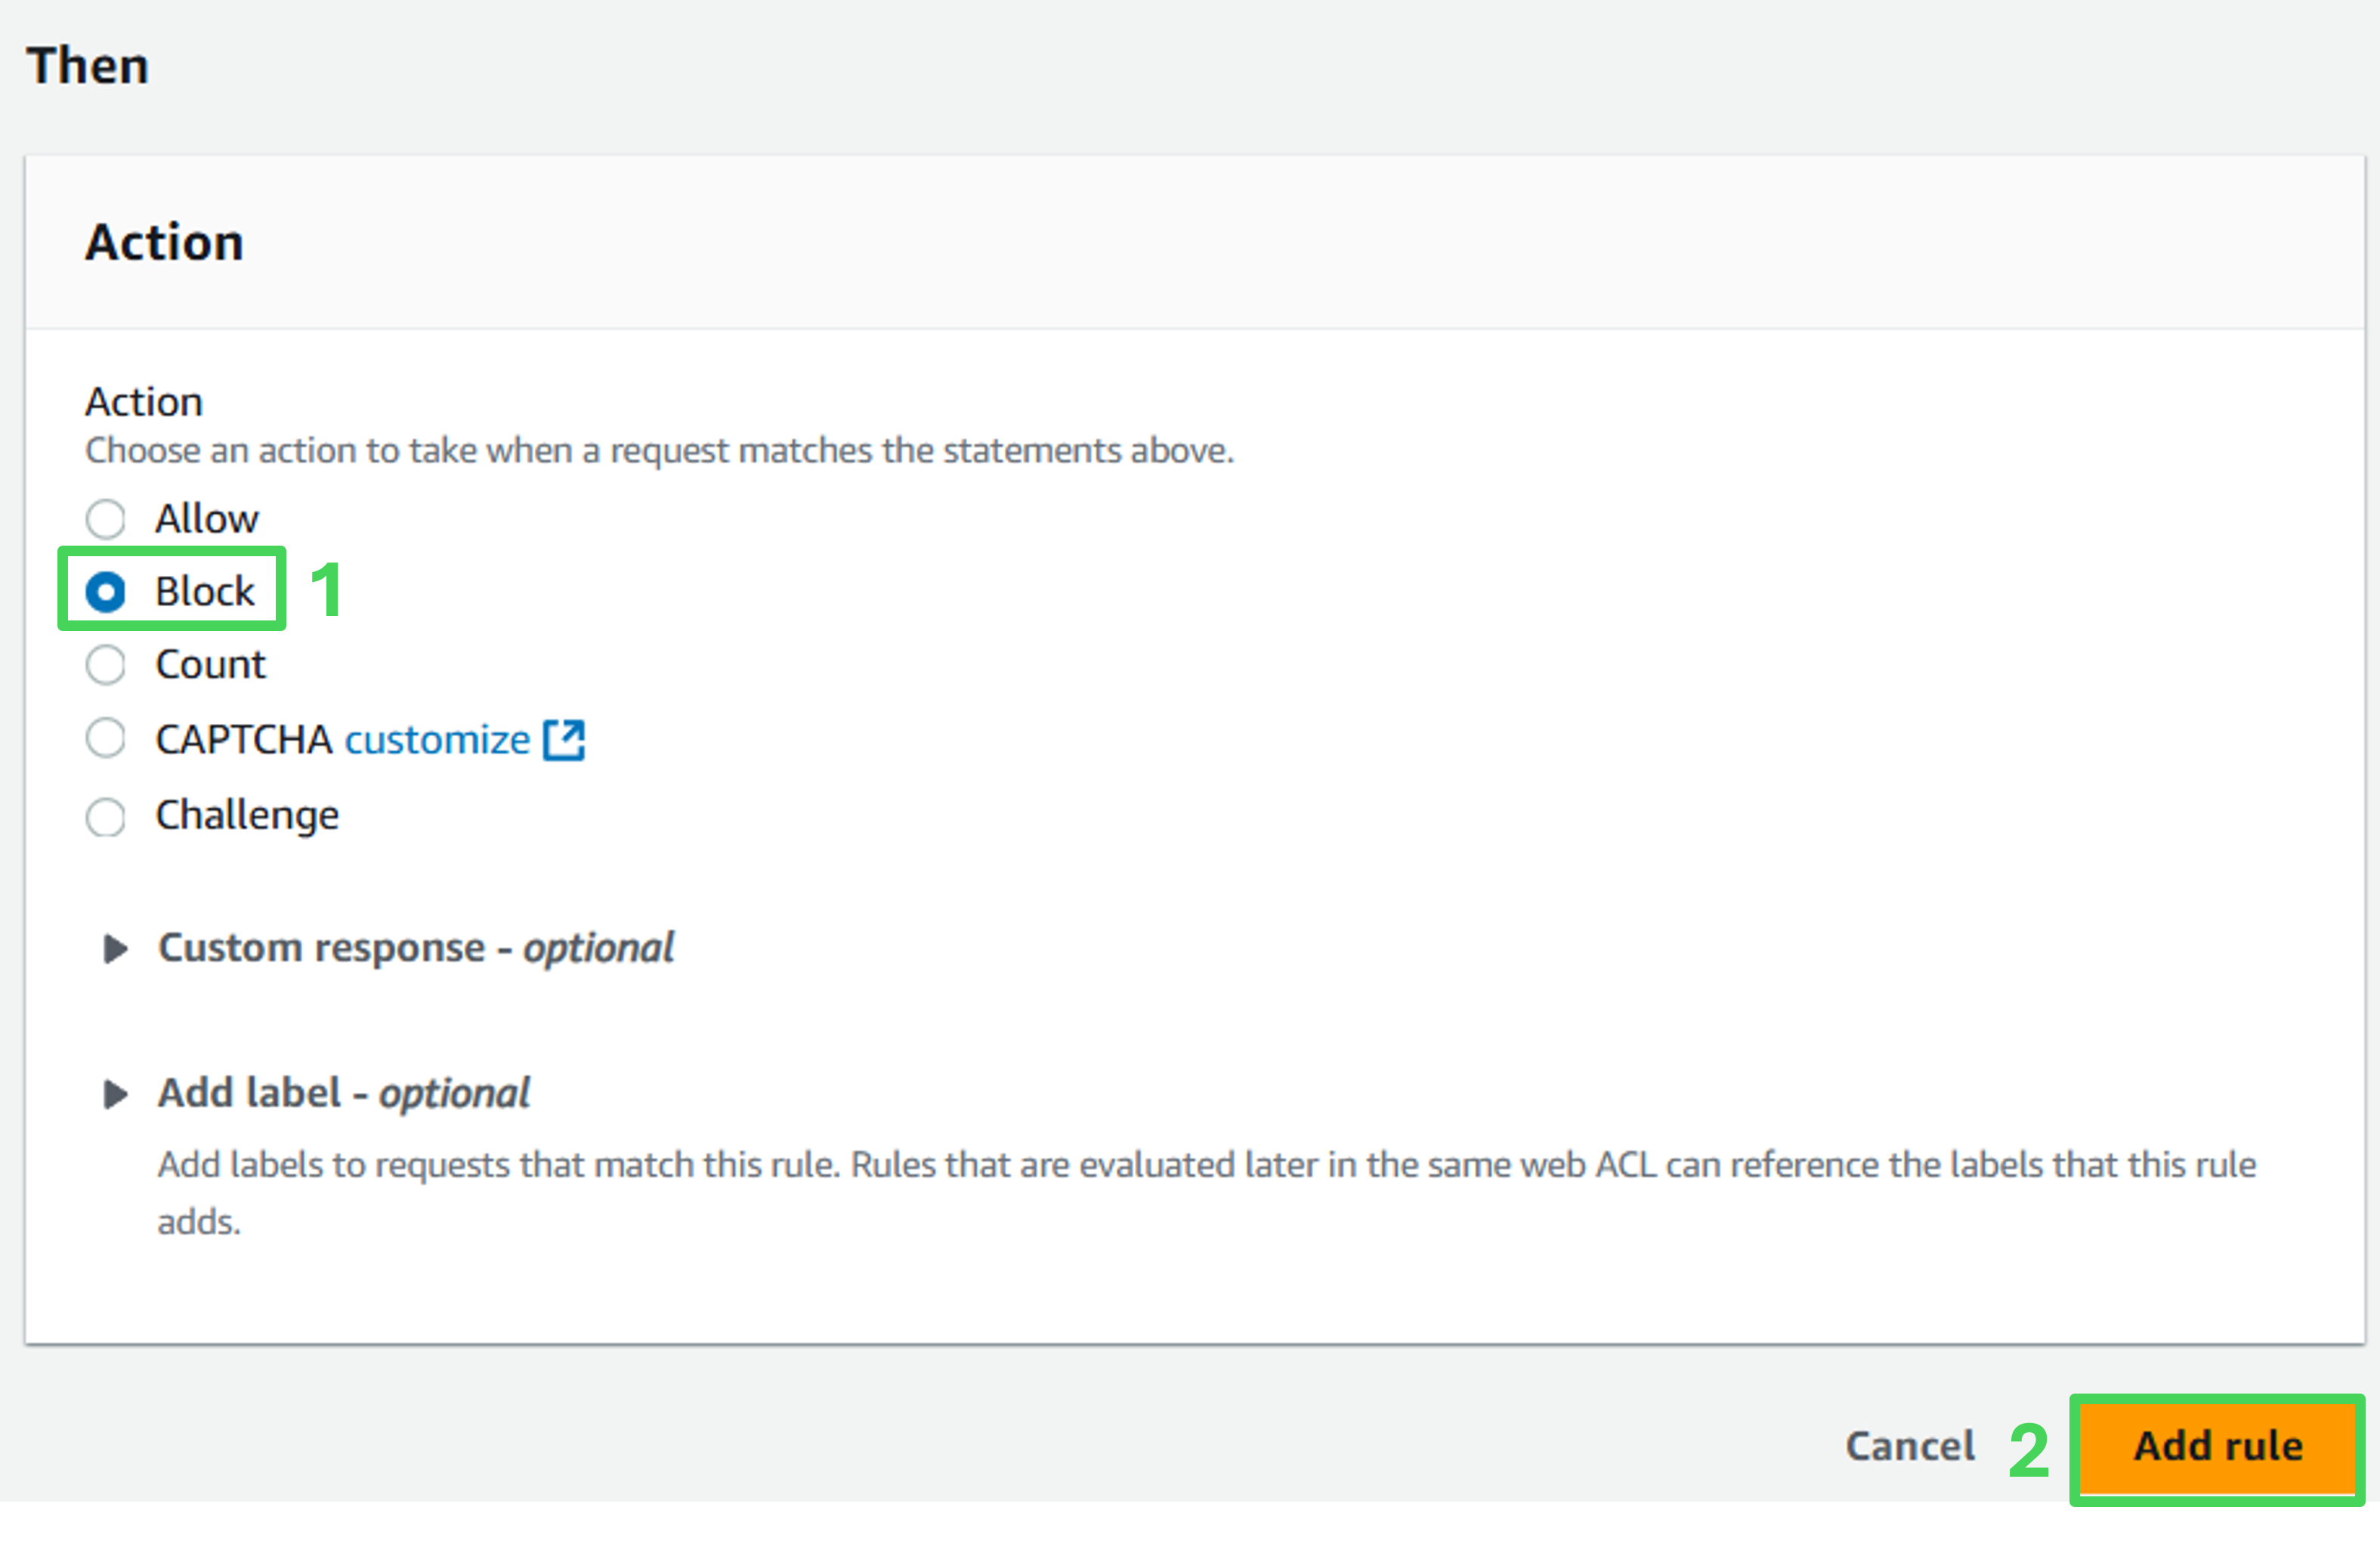 Then
Action
Action
Choose an action to take when a request matches the statements above.
Allow
Block 1
Count
CAPTCHA customize
Challenge
Custom response - optional
Add label - optional
Add labels to requests that match this rule. Rules that are evaluated later in the same web ACL can reference the labels that this rule
adds.
Cancel 2 Add rule